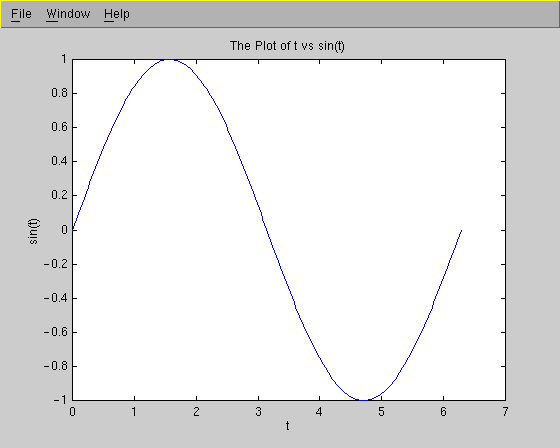 File Window Help
The Plot of t vs sin(t)
1
0.8
0.6
0.4
0.2
0
−0.2
−0.4
−0.6
−0.8
−1
sin(t)
0 1 2 3 4 5 6 7
t